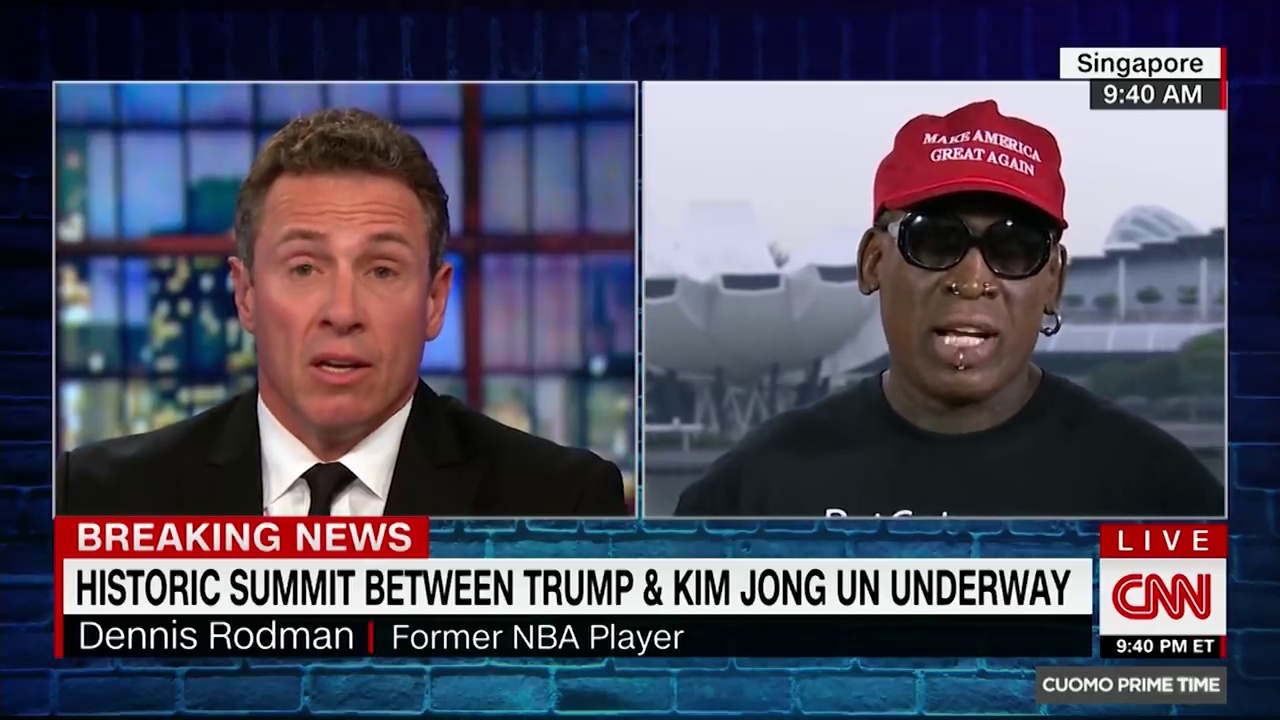 Singapore
9:40 AM
MAKE AMERICA
GREAT AGAIN
BREAKING NEWS
HISTORIC SUMMIT BETWEEN TRUMP & KIM JONG UN UNDERWAY
Dennis Rodman | Former NBA Player
LIVE
CNN
9:40 PM ET
CUOMO PRIME TIME